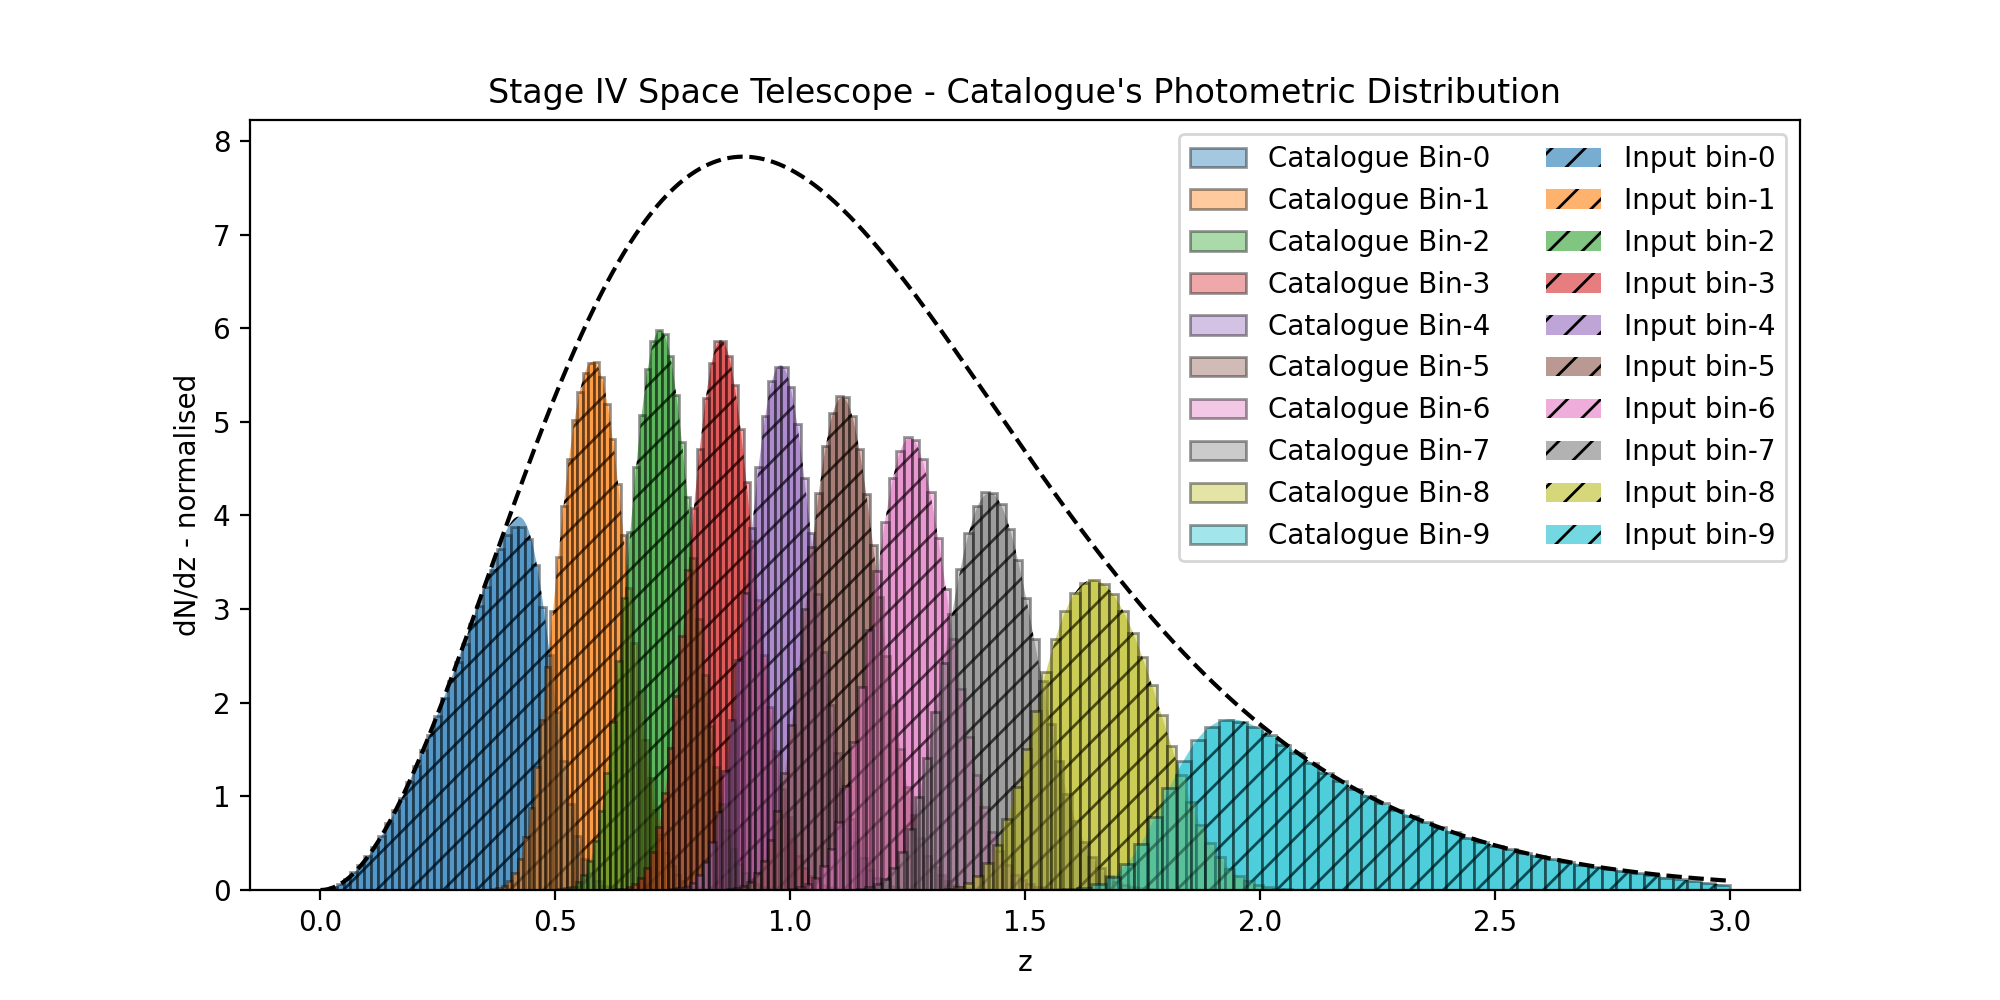 Stage IV Space Telescope - Catalogue's Photometric Distribution
dN/dz - normalised
8
7
6
5
4
3
2
1
0
0.0 0.5 1.0 1.5 2.0 2.5 3.0
z
Catalogue Bin-0 Input bin-0
Catalogue Bin-1 Input bin-1
Catalogue Bin-2 Input bin-2
Catalogue Bin-3 Input bin-3
Catalogue Bin-4 Input bin-4
Catalogue Bin-5 Input bin-5
Catalogue Bin-6 Input bin-6
Catalogue Bin-7 Input bin-7
Catalogue Bin-8 Input bin-8
Catalogue Bin-9 Input bin-9